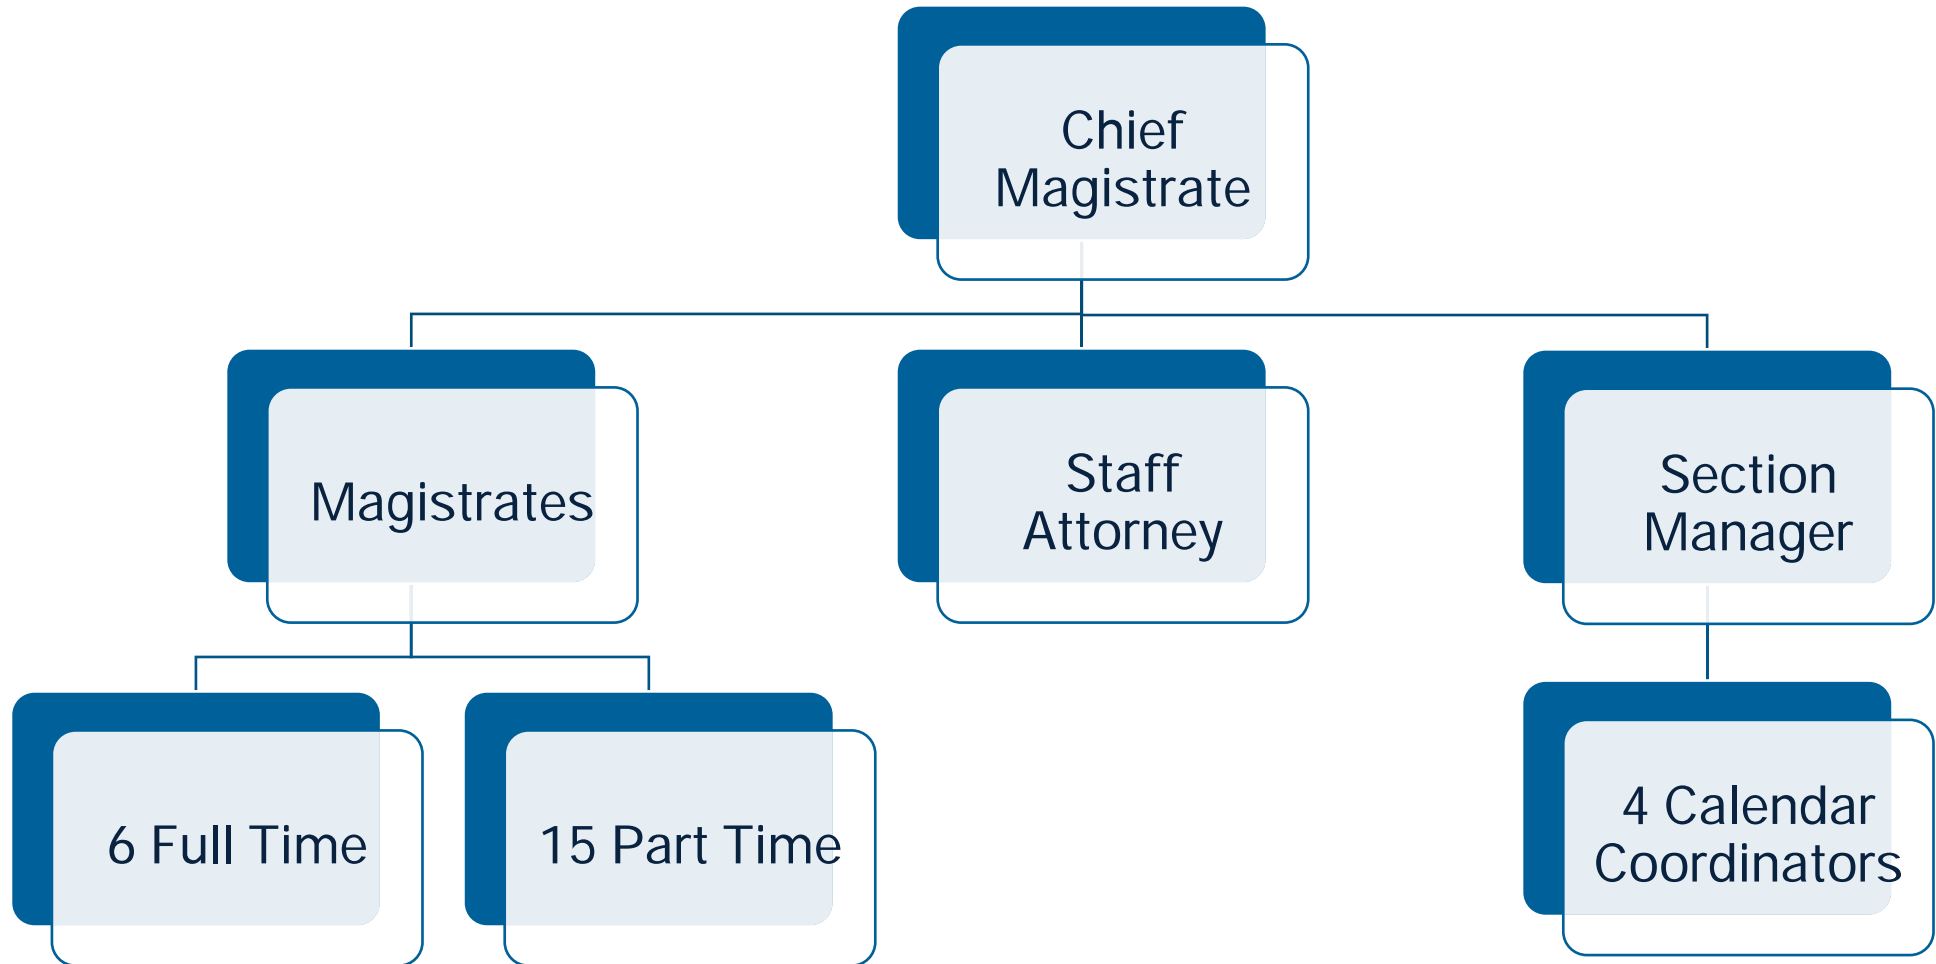 Chief
Magistrate
Magistrates
Staff
Attorney
Section
Manager
6 Full Time
15 Part Time
4 Calendar
Coordinators